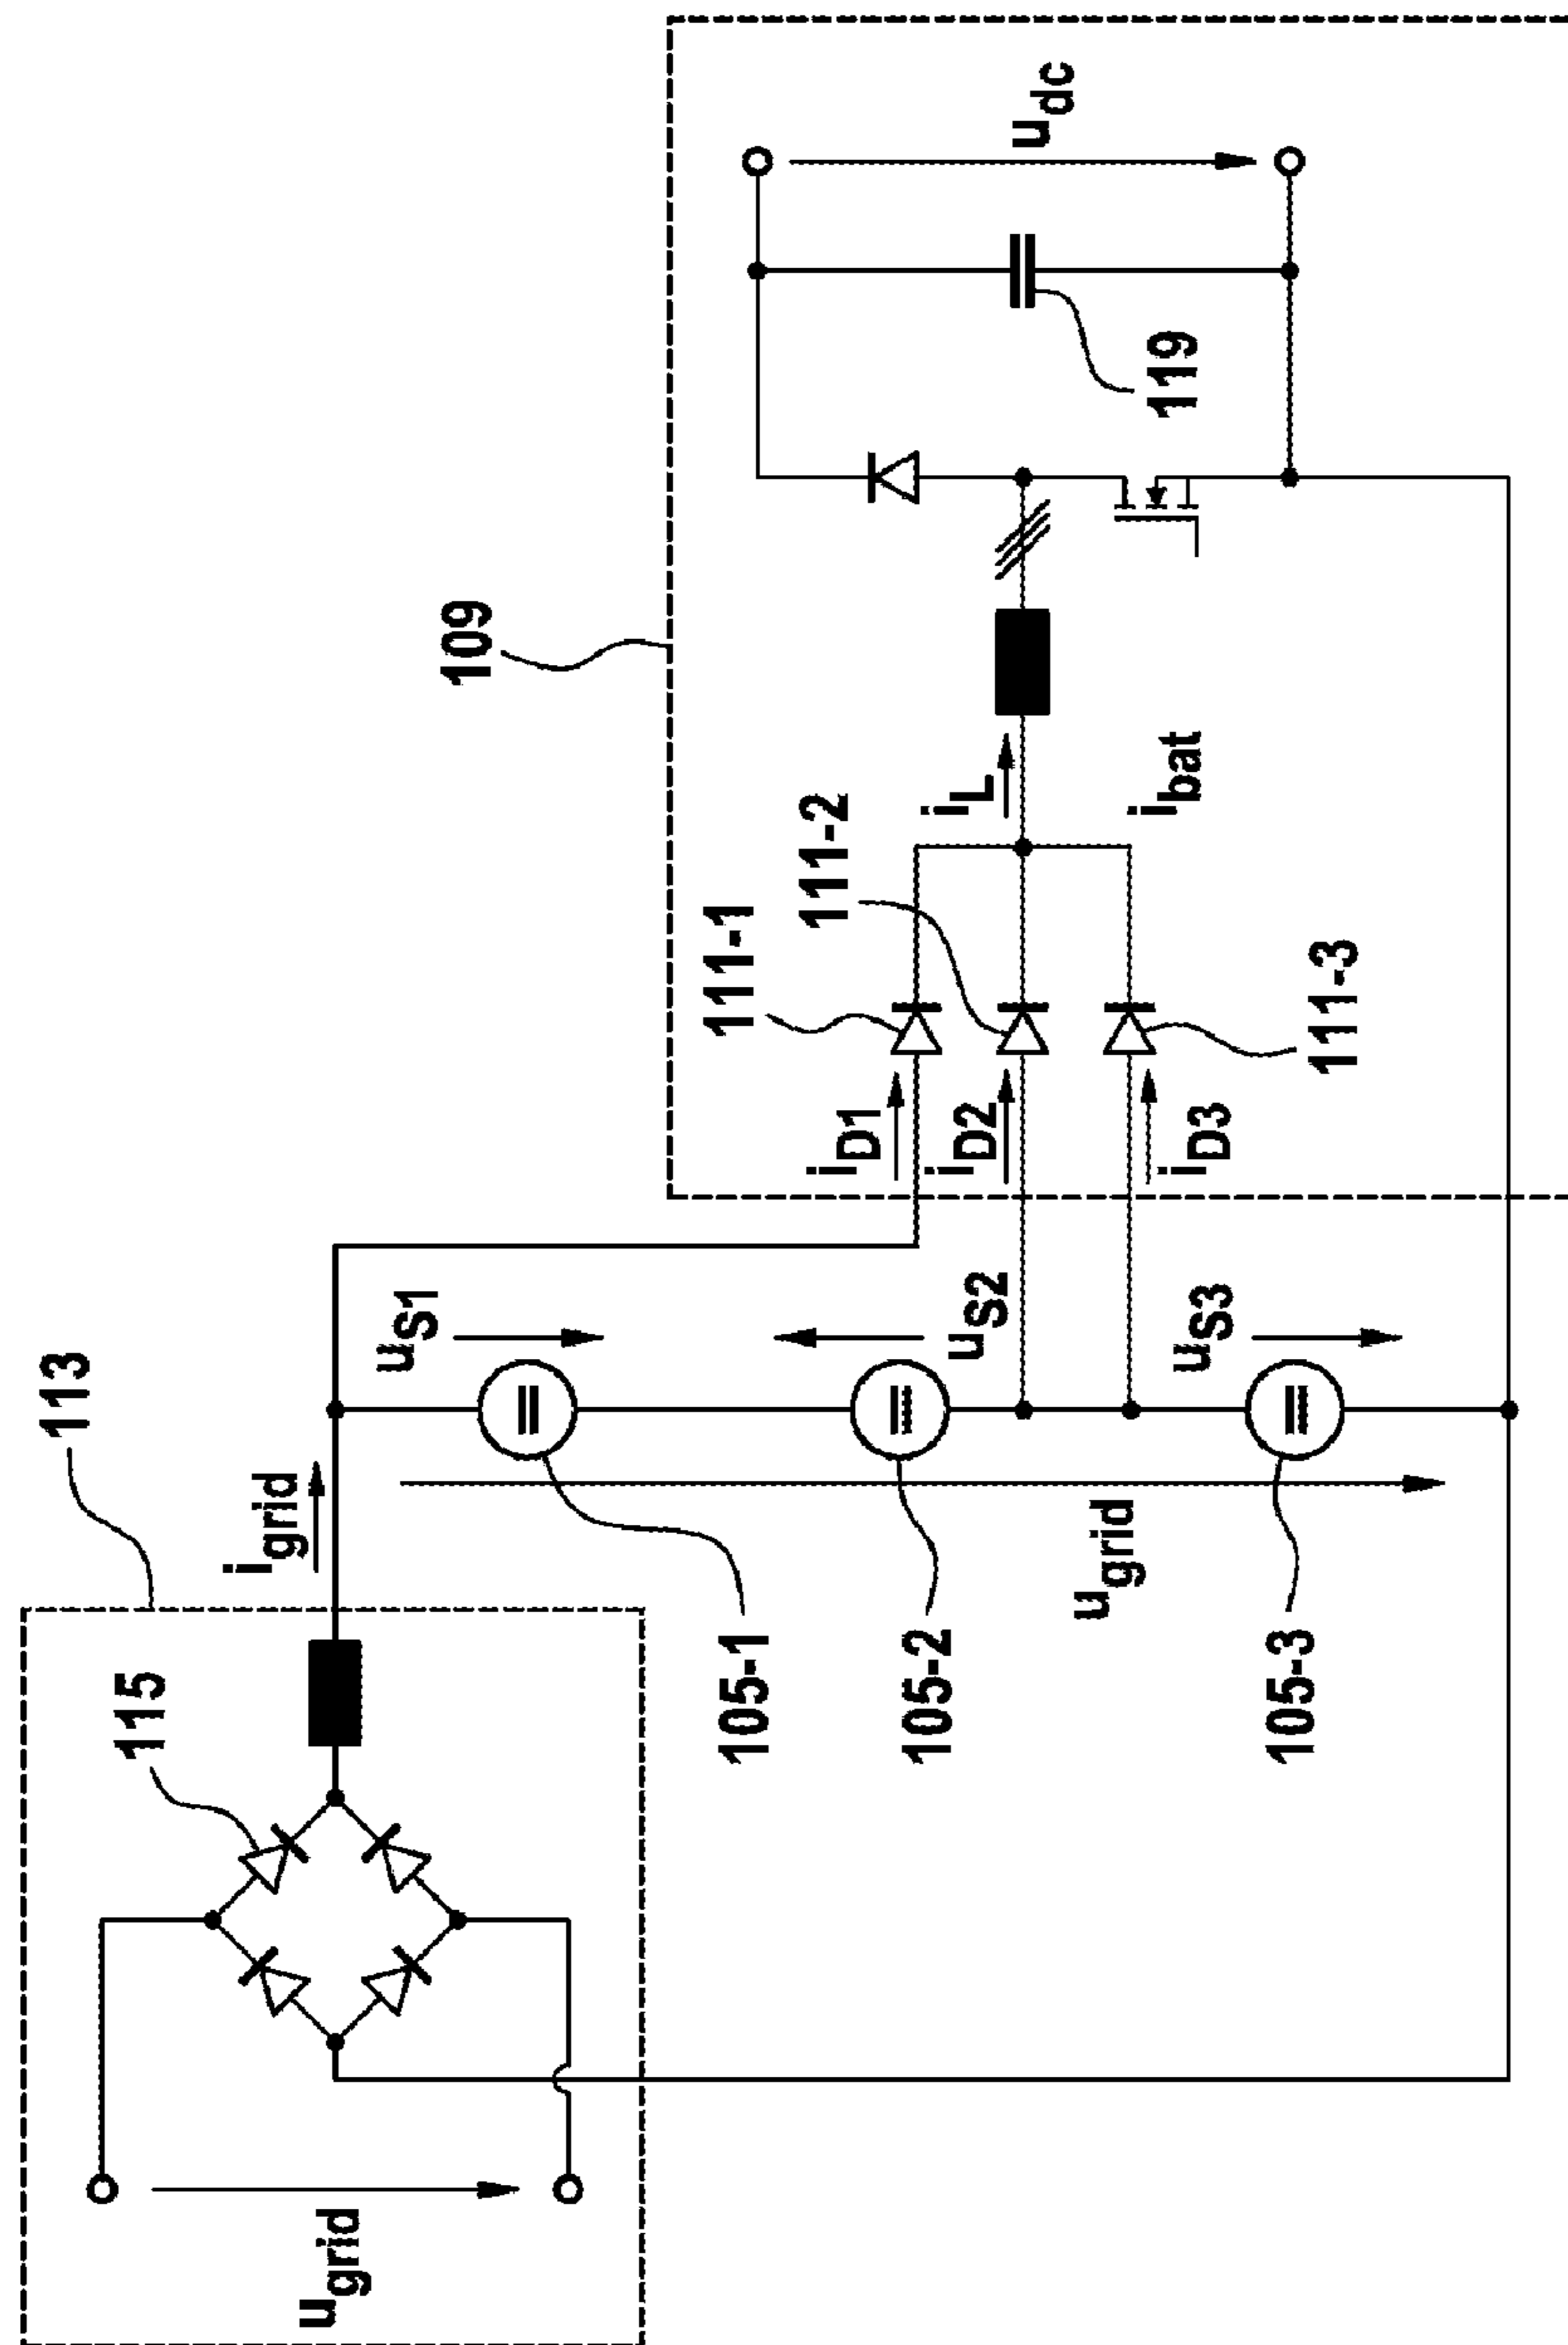 u_grid
115
113
i_grid
u_S1
105-1
105-2
u_S2
u_grid
105-3
u_S3
109
111-1
111-2
i_D1
i_D2
i_D3
111-3
i_L
i_bat
119
u_dc